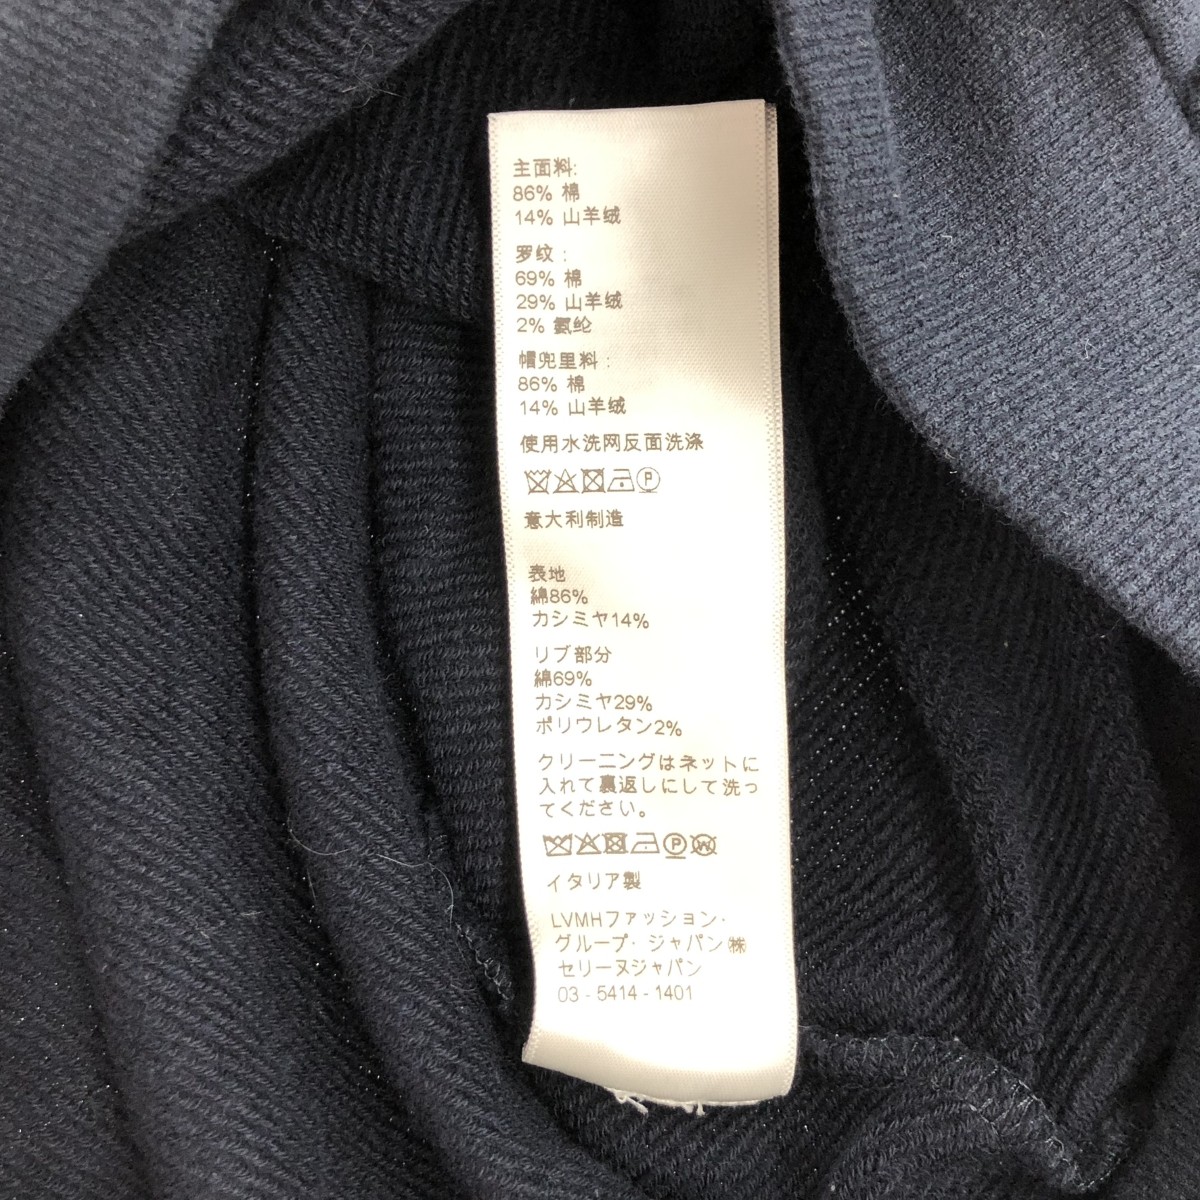 主面料:
86% 棉
14% 山羊绒
罗纹:
69% 棉
29% 山羊绒
2% 氨纶
帽兜里料:
86% 棉
14% 山羊绒
使用水洗网反面洗涤
P
意大利制造
表地
綿86%
カシミヤ14%
リブ部分
綿69%
カシミヤ29%
ポリウレタン2%
クリーニングはネットに
入れて裏返しにして洗っ
てください。
P W
イタリア製
LVMHファッション・
グループ・ジャパン㈱
セリーヌジャパン
03 - 5414 - 1401